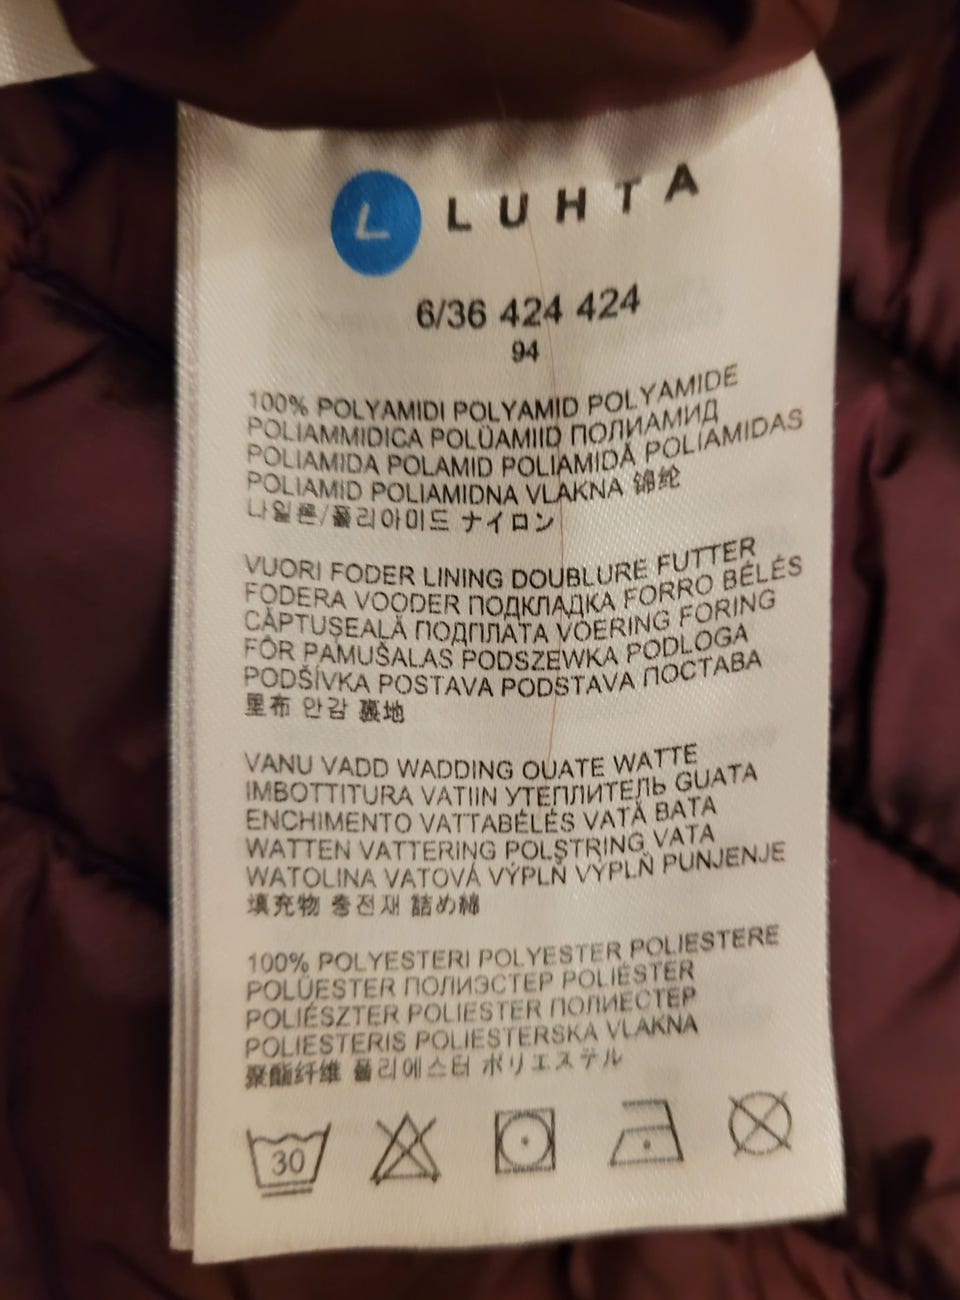 L LUHTA
6/36 424 424
94
100% POLYAMIDI POLYAMID POLYAMIDE
POLIAMMIDICA POLÜAMIID ПОЛИАМИД
POLIAMIDA POLAMID POLIAMIDĂ POLIAMIDAS
POLIAMID POLIAMIDNA VLAKNA 锦纶
나일론/폴리아미드 ナイロン
VUORI FODER LINING DOUBLURE FUTTER
FODERA VOODER ПОДКЛАДКА FORRO BÉLÉS
CĂPTUŞEALĂ ПОДПЛАТА VOERING FORING
FÔR PAMUŠALAS PODSZEWKA PODLOGA
PODŠÍVKA POSTAVA PODSTAVA ПОСТАВА
里布 안감 裏地
VANU VADD WADDING OUATE WATTE
IMBOTTITURA VATIIN УТЕПЛИТЕЛЬ GUATA
ENCHIMENTO VATTABÉLÉS VATĂ ВАТА
WATTEN VATTERING POLSTRING VATA
WATOLINA VATOVÁ VÝPLŇ VÝPLŇ PUNJENJE
填充物 충전재 詰め綿
100% POLYESTERI POLYESTER POLIESTERE
POLÜESTER ПОЛИЭСТЕР POLIÉSTER
POLIÉSZTER POLIESTER ПОЛИЕСТЕР
POLIESTERIS POLIESTERSKA VLAKNA
聚酯纤维 폴리에스터 ポリエステル
30